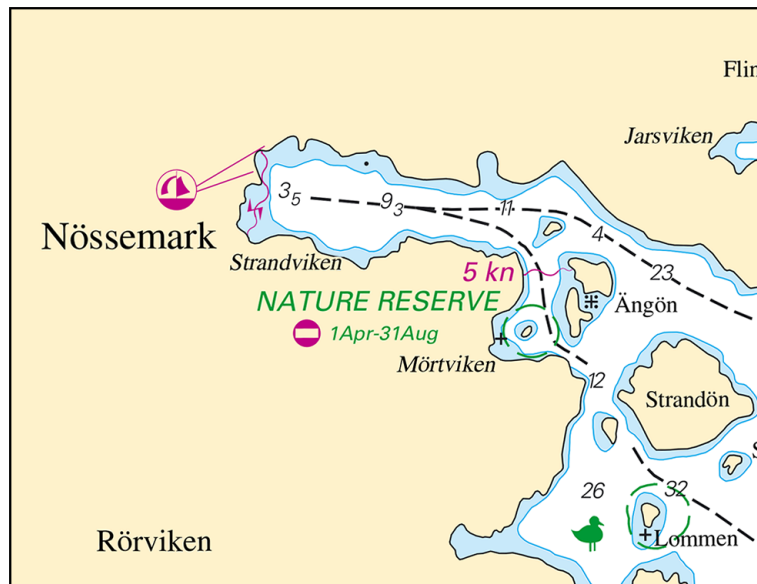 Flin
Jarsviken
3₅
9₃
11
4
Nössemark
Strandviken
5 kn
23
NATURE RESERVE
Ängön
1Apr-31Aug
Mörtviken
12
Strandön
S
26
32
Rörviken
Lommen